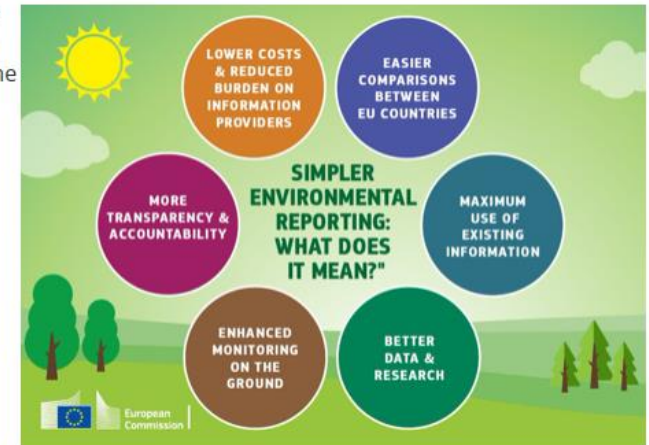 ne
LOWER COSTS
& REDUCED
BURDEN ON
INFORMATION
PROVIDERS
EASIER
COMPARISONS
BETWEEN
EU COUNTRIES
MORE
TRANSPARENCY &
ACCOUNTABILITY
SIMPLER
ENVIRONMENTAL
REPORTING:
WHAT DOES
IT MEAN?"
MAXIMUM
USE OF
EXISTING
INFORMATION
ENHANCED
MONITORING
ON THE
GROUND
BETTER
DATA &
RESEARCH
European
Commission